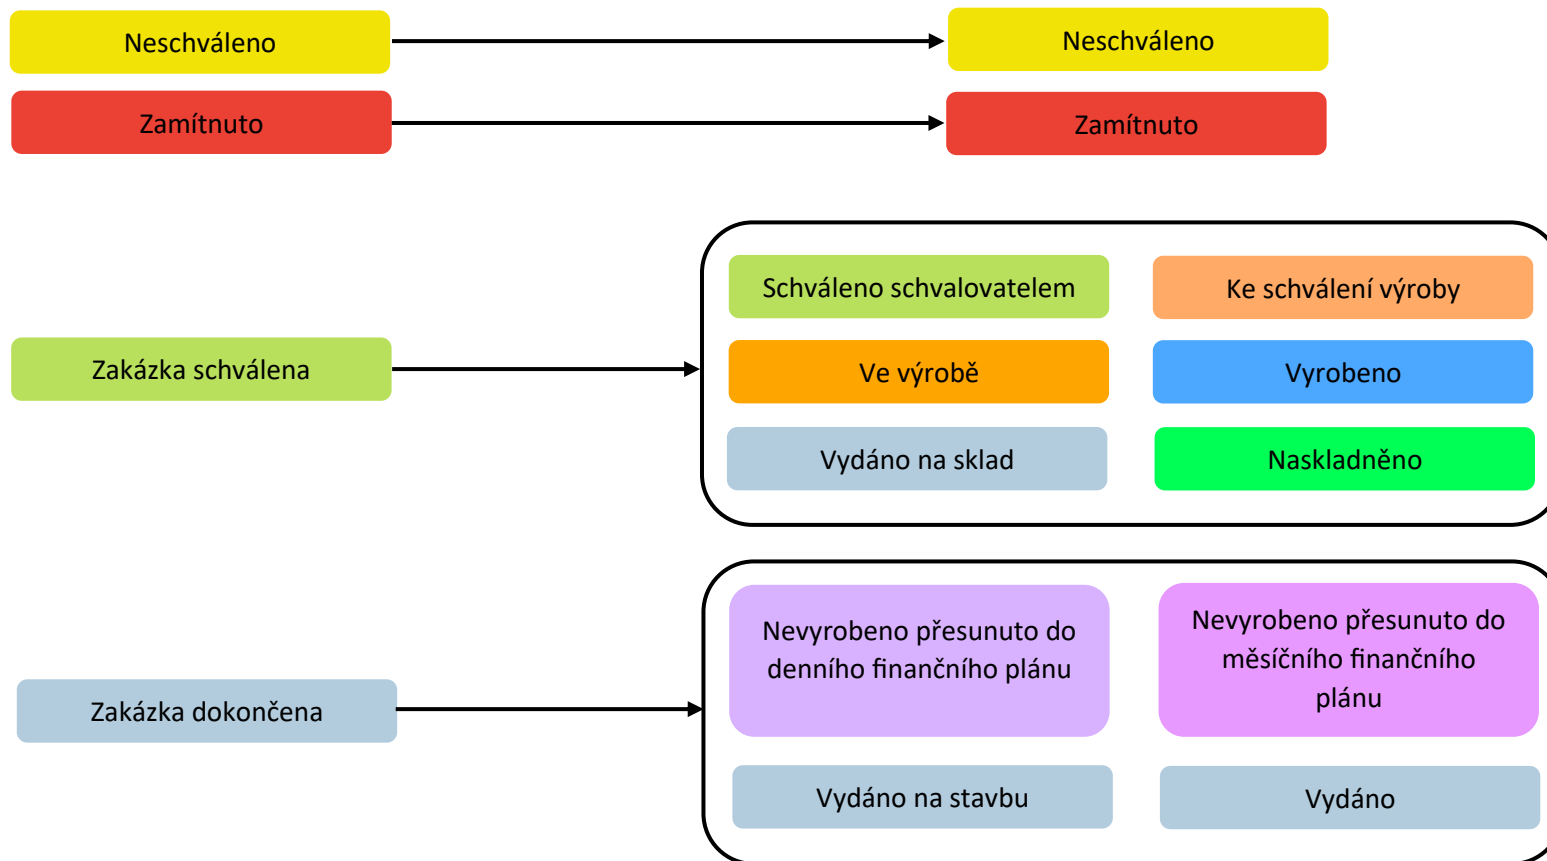 Neschváleno
Neschváleno
Zamítnuto
Zamítnuto
Schváleno schvalovatelem
Ke schválení výroby
Zakázka schválena
Ve výrobě
Vyrobeno
Vydáno na sklad
Naskladněno
Nevyrobeno přesunuto do
denního finančního plánu
Nevyrobeno přesunuto do
měsíčního finančního
plánu
Zakázka dokončena
Vydáno na stavbu
Vydáno